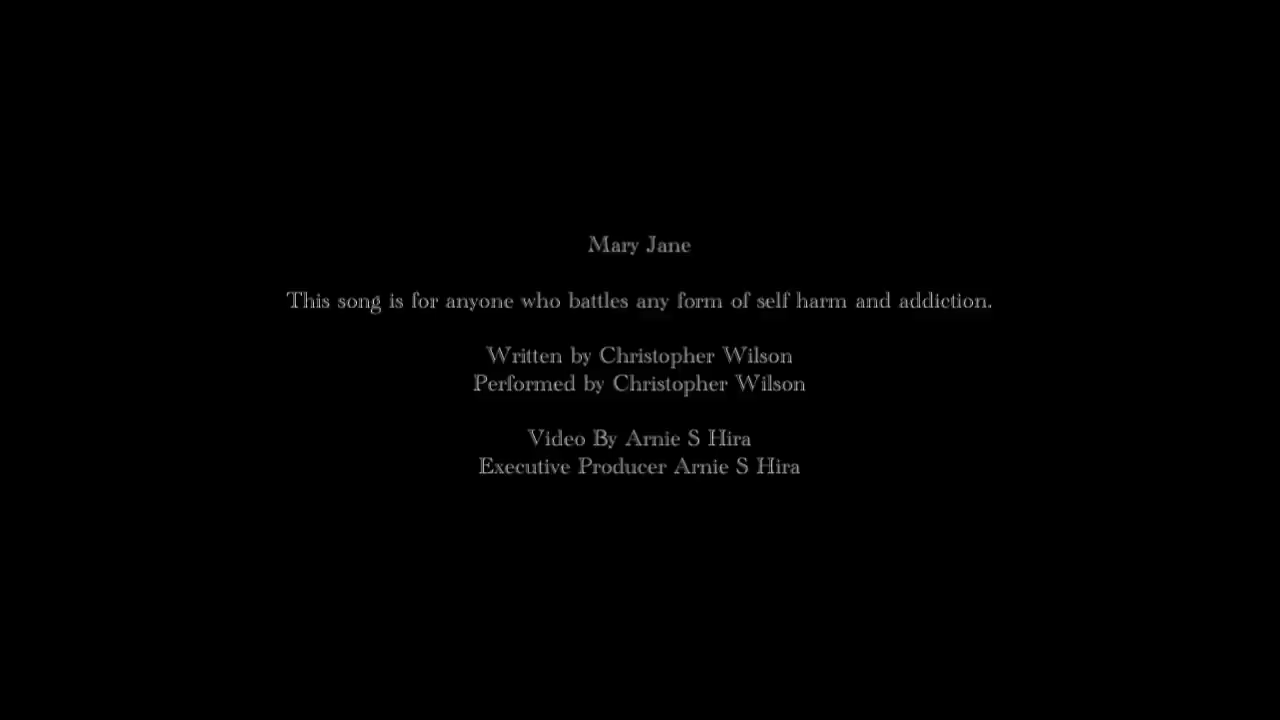 Mary Jane
This song is for anyone who battles any form of self harm and addiction.
Written by Christopher Wilson
Performed by Christopher Wilson
Video By Arnie S Hira
Executive Producer Arnie S Hira